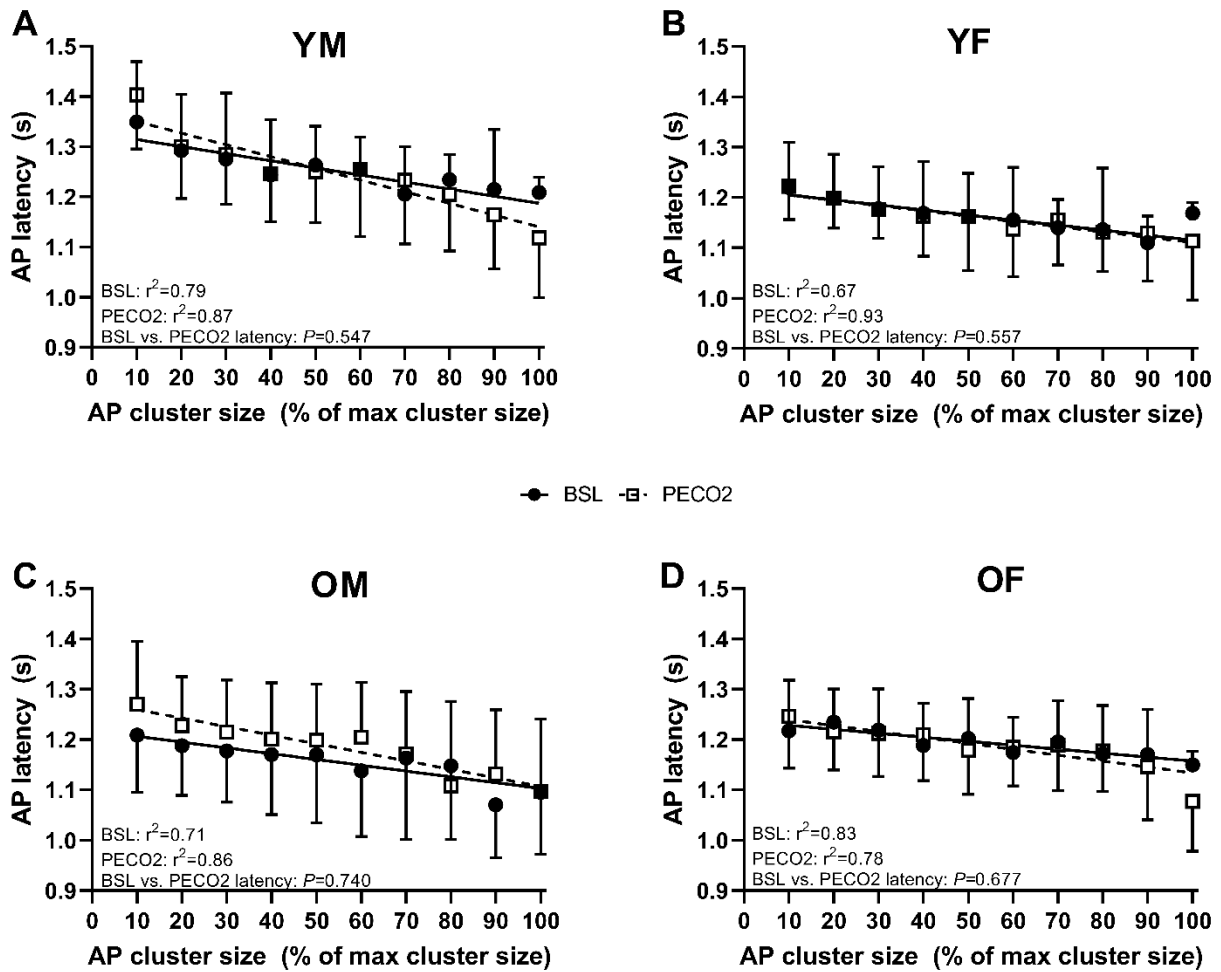 A
YM
1.5
1.4
1.3
1.2
1.1
1.0
0.9
AP latency (s)
BSL: r²=0.79
PECO2: r²=0.87
BSL vs. PECO2 latency: P=0.547
0 10 20 30 40 50 60 70 80 90 100
AP cluster size (% of max cluster size)
B
YF
1.5
1.4
1.3
1.2
1.1
1.0
0.9
AP latency (s)
BSL: r²=0.67
PECO2: r²=0.93
BSL vs. PECO2 latency: P=0.557
0 10 20 30 40 50 60 70 80 90 100
AP cluster size (% of max cluster size)
BSL PECO2
C
OM
1.5
1.4
1.3
1.2
1.1
1.0
0.9
AP latency (s)
BSL: r²=0.71
PECO2: r²=0.86
BSL vs. PECO2 latency: P=0.740
0 10 20 30 40 50 60 70 80 90 100
AP cluster size (% of max cluster size)
D
OF
1.5
1.4
1.3
1.2
1.1
1.0
0.9
AP latency (s)
BSL: r²=0.83
PECO2: r²=0.78
BSL vs. PECO2 latency: P=0.677
0 10 20 30 40 50 60 70 80 90 100
AP cluster size (% of max cluster size)